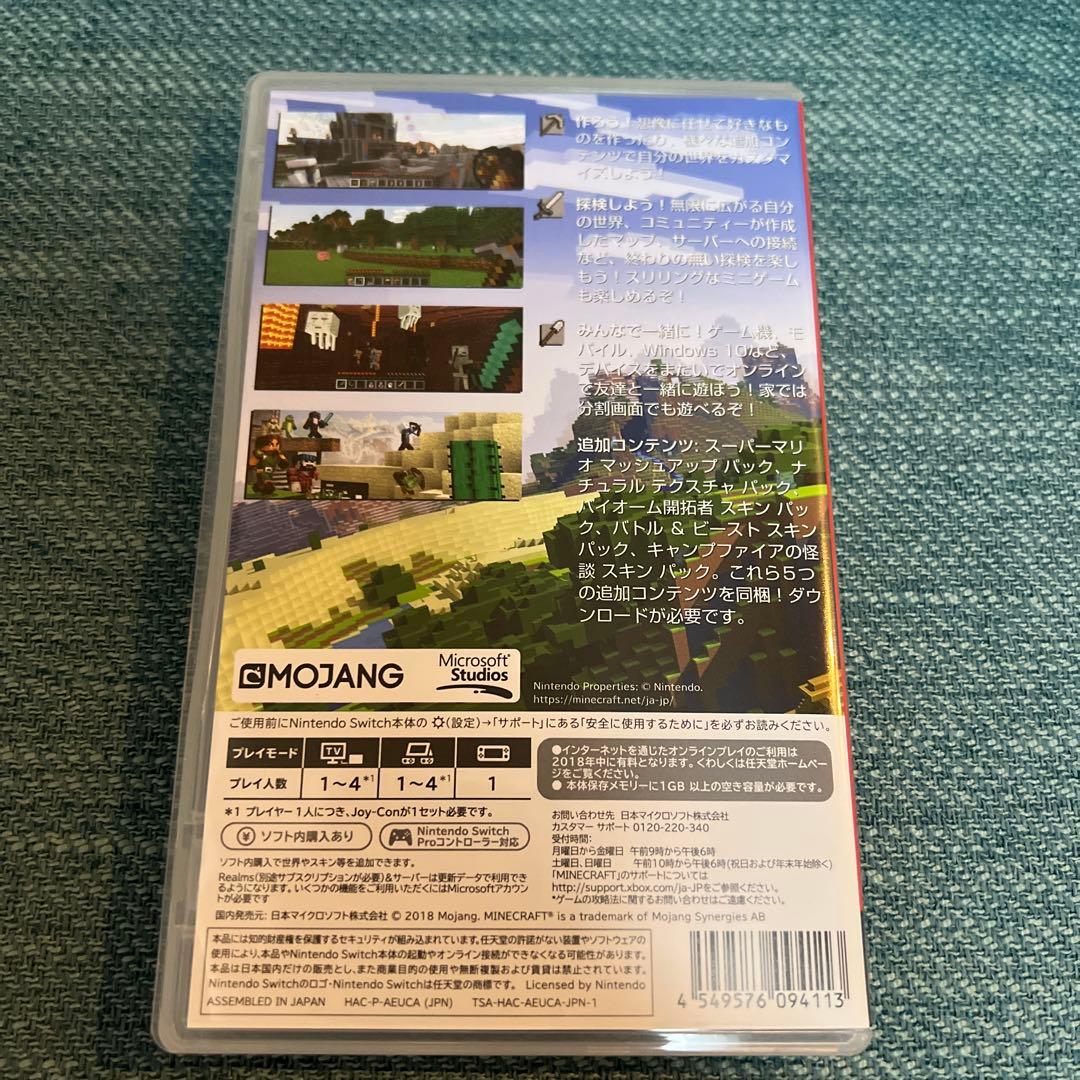 作ろう！想像に任せて好きなも
のを作ったり、様々な追加コン
テンツで自分の世界をカスタマ
イズしよう！
探検しよう！無限に広がる自分
の世界、コミュニティーが作成
したマップ、サーバーへの接続
など、終わりの無い探検を楽し
もう！スリリングなミニゲーム
も楽しめるぞ！
みんなで一緒に！ゲーム機、モ
バイル、Windows 10など、
デバイスをまたいでオンライン
で友達と一緒に遊ぼう！家では
分割画面でも遊べるぞ！
追加コンテンツ: スーパーマリ
オ マッシュアップ パック、ナ
チュラル テクスチャ パック、
バイオーム開拓者 スキン パッ
ク、バトル & ビースト スキン
パック、キャンプファイアの怪
談 スキン パック。これら5つ
の追加コンテンツを同梱！ダウ
ンロードが必要です。
MOJANG
Microsoft
Studios
Nintendo Properties: © Nintendo.
https://minecraft.net/ja-jp/
ご使用前にNintendo Switch本体の (設定)→「サポート」にある「安全に使用するために」を必ずお読みください。
プレイモード TV
プレイ人数 1～4*1 1～4*1 1
*1 プレイヤー1人につき、Joy-Conが1セット必要です。
¥ ソフト内購入あり
Nintendo Switch
Proコントローラー対応
ソフト内購入で世界やスキン等を追加できます。
Realms(別途サブスクリプションが必要)&サーバーは更新データで利用でき
るようになります。いくつかの機能をご利用いただくにはMicrosoftアカウン
トが必要です
●インターネットを通じたオンラインプレイのご利用は
2018年中に有料となります。くわしくは任天堂ホームペー
ジをご覧ください。
● 本体保存メモリーに1GB 以上の空き容量が必要です。
お問い合わせ先 日本マイクロソフト株式会社
カスタマー サポート 0120-220-340
受付時間:
月曜日から金曜日 午前9時から午後6時
土曜日、日曜日 午前10時から午後6時(祝日および年末年始除く)
「MINECRAFT」のサポートについては
http://support.xbox.com/ja-JPをご参照ください。
*ゲームの攻略法に関するお問い合わせはご遠慮ください。
国内発売元: 日本マイクロソフト株式会社 © 2018 Mojang. MINECRAFT® is a trademark of Mojang Synergies AB
本品には知的財産権を保護するセキュリティが組み込まれています。任天堂の許諾がない装置やソフトウェアの
使用により、本品やNintendo Switch本体の起動やオンライン接続ができなくなる可能性があります。
本品は日本国内だけの販売とし、また商業目的の使用や無断複製および賃貸は禁止されています。
Nintendo Switchのロゴ・Nintendo Switchは任天堂の商標です。 Licensed by Nintendo
ASSEMBLED IN JAPAN HAC-P-AEUCA (JPN) TSA-HAC-AEUCA-JPN-1
4 549576 094113